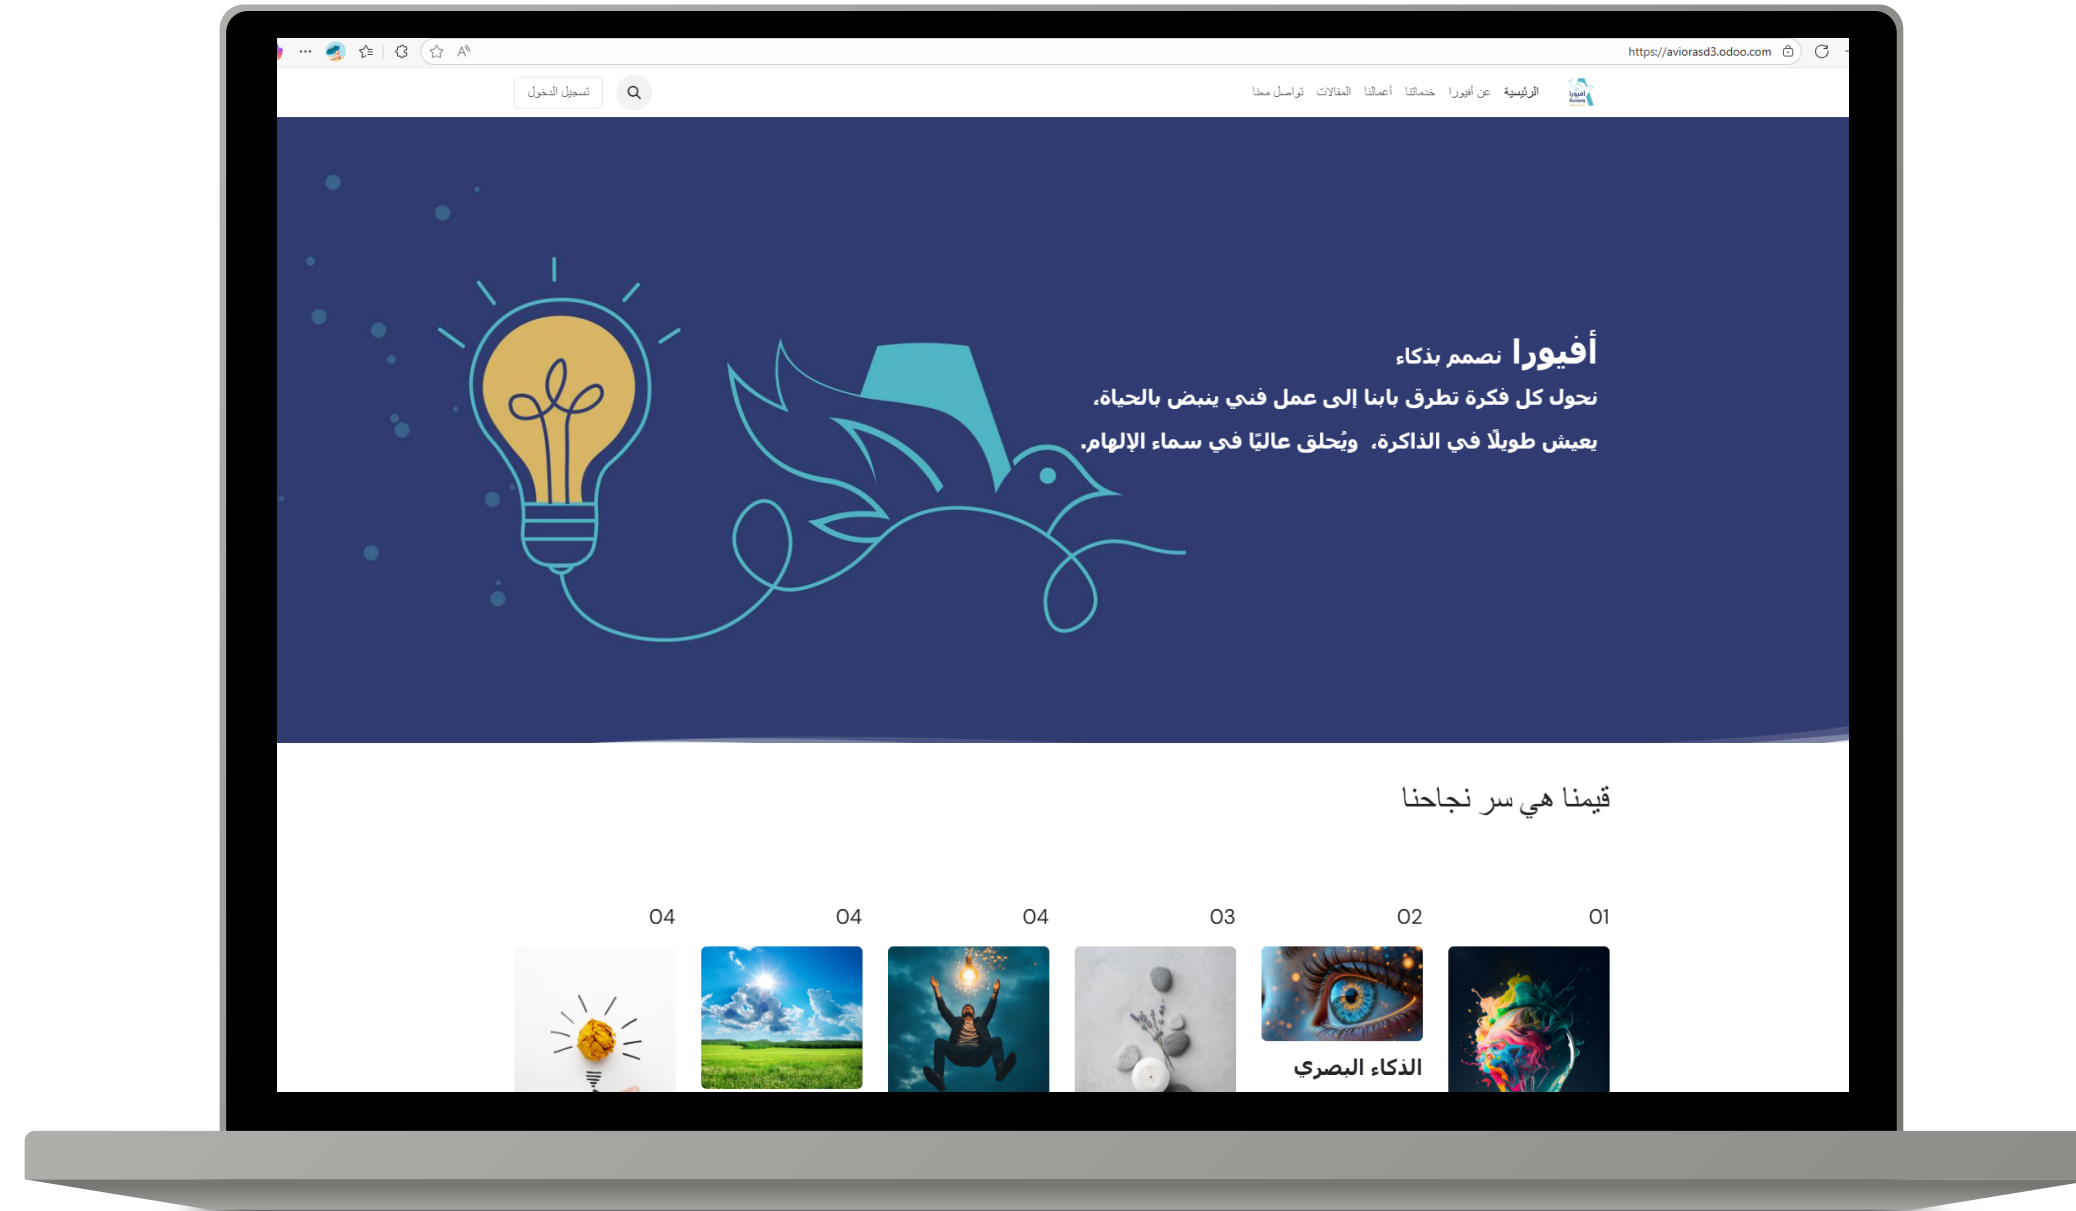 https://aviorasd3.odoo.com
أفيورا
Aviora
الرئيسية عن أفيورا خدماتنا أعمالنا المقالات تواصل معنا
تسجيل الدخول
أفيورا نصمم بذكاء
نحول كل فكرة تطرق بابنا إلى عمل فني ينبض بالحياة،
يعيش طويلًا في الذاكرة، ويُحلق عاليًا في سماء الإلهام.
قيمنا هي سر نجاحنا
01
02
03
04
04
04
الذكاء البصري